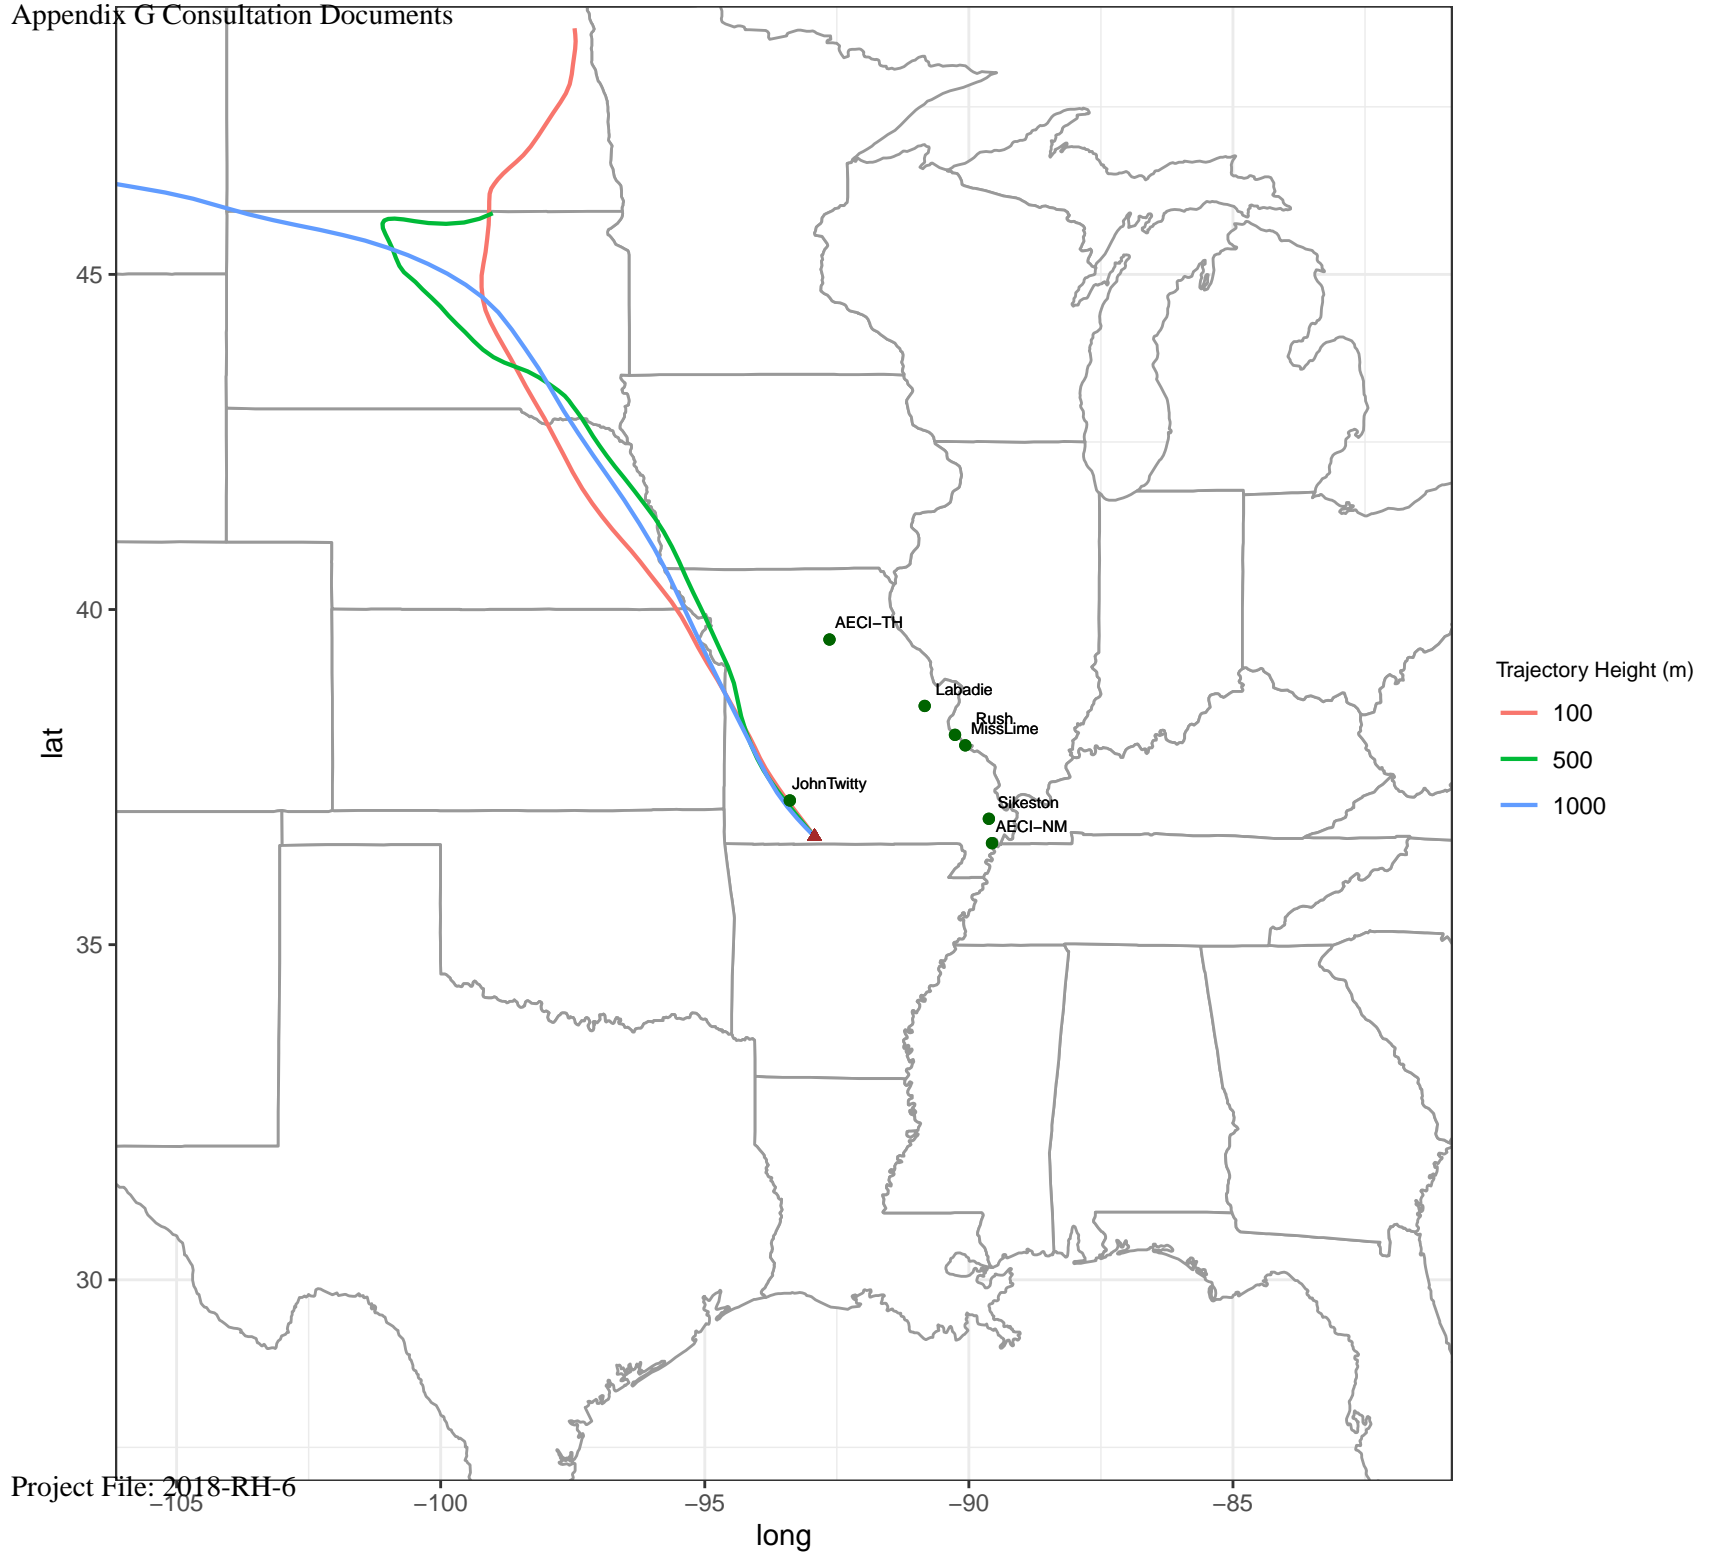 Appendix G Consultation Documents
45
40
35
30
lat
AECI−TH
Labadie
Rush
MissLime
JohnTwitty
Sikeston
AECI−NM
Trajectory Height (m)
100
500
1000
Project File: 2018-RH-6
−105
−100
−95
−90
−85
long